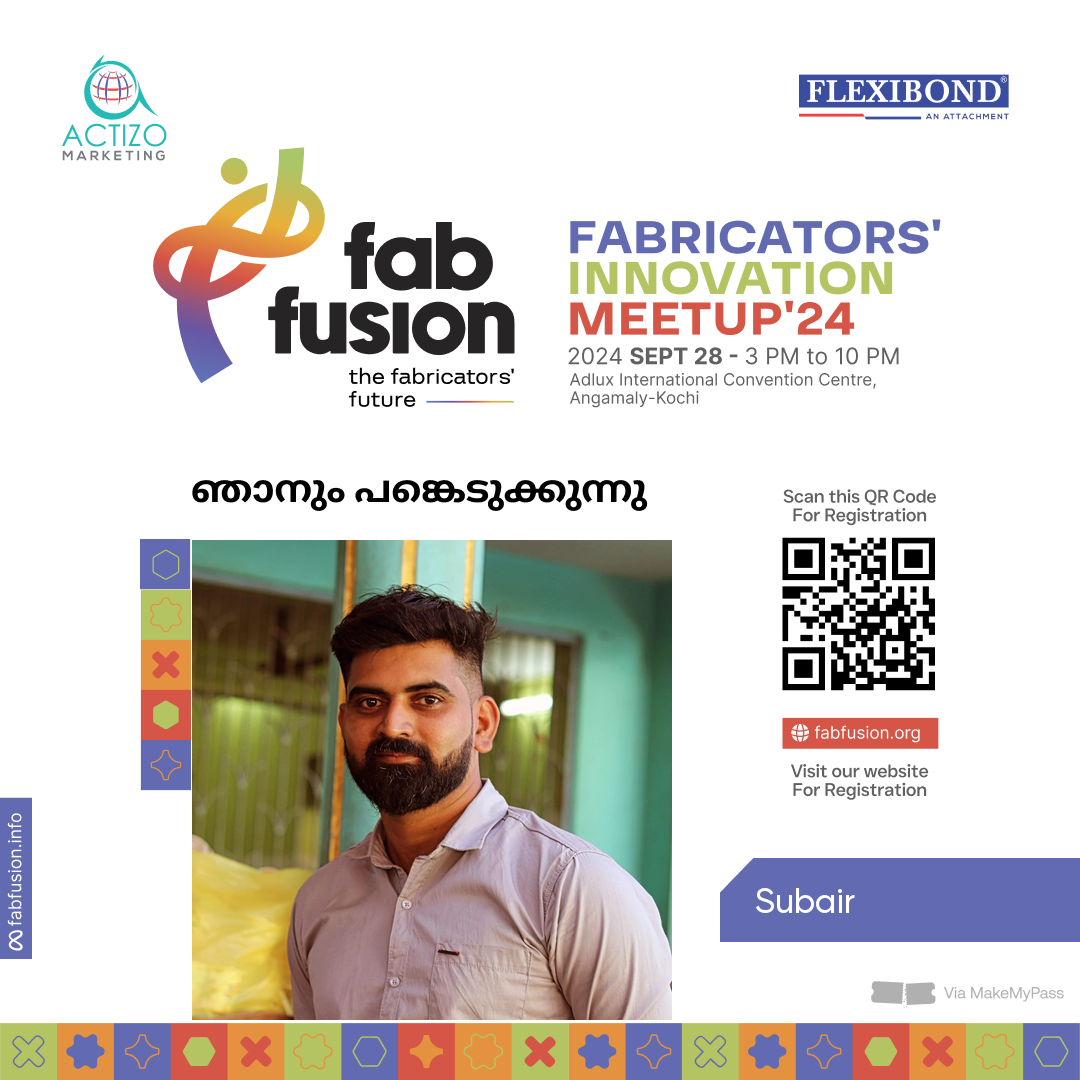 ACTIZO
MARKETING
FLEXIBOND®
AN ATTACHMENT
fab
fusion
the fabricators'
future
FABRICATORS'
INNOVATION
MEETUP'24
2024 SEPT 28 - 3 PM to 10 PM
Adlux International Convention Centre,
Angamaly-Kochi
ഞാനും പങ്കെടുക്കുന്നു
Scan this QR Code
For Registration
fabfusion.org
Visit our website
For Registration
fabfusion.info
Subair
Via MakeMyPass